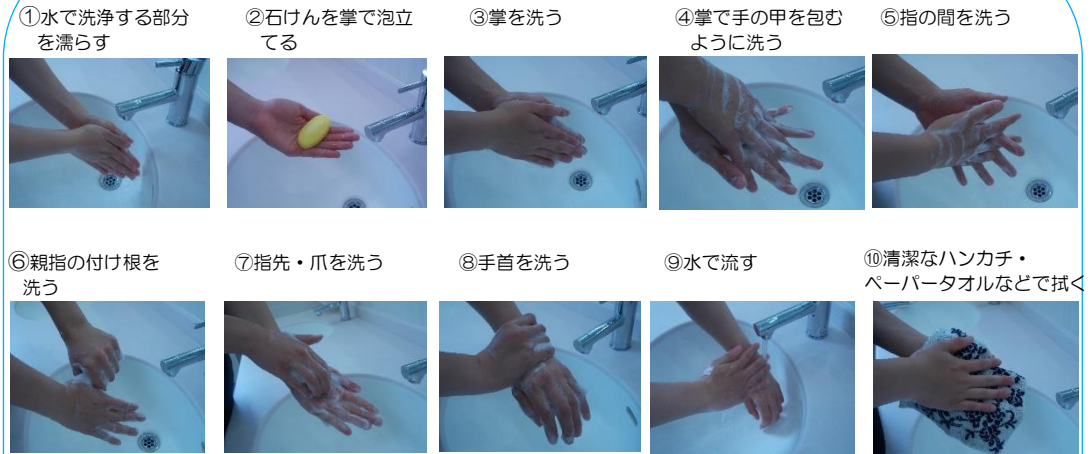 ①水で洗浄する部分
を濡らす
②石けんを掌で泡立
てる
③掌を洗う
④掌で手の甲を包む
ように洗う
⑤指の間を洗う
⑥親指の付け根を
洗う
⑦指先・爪を洗う
⑧手首を洗う
⑨水で流す
⑩清潔なハンカチ・
ペーパータオルなどで拭く